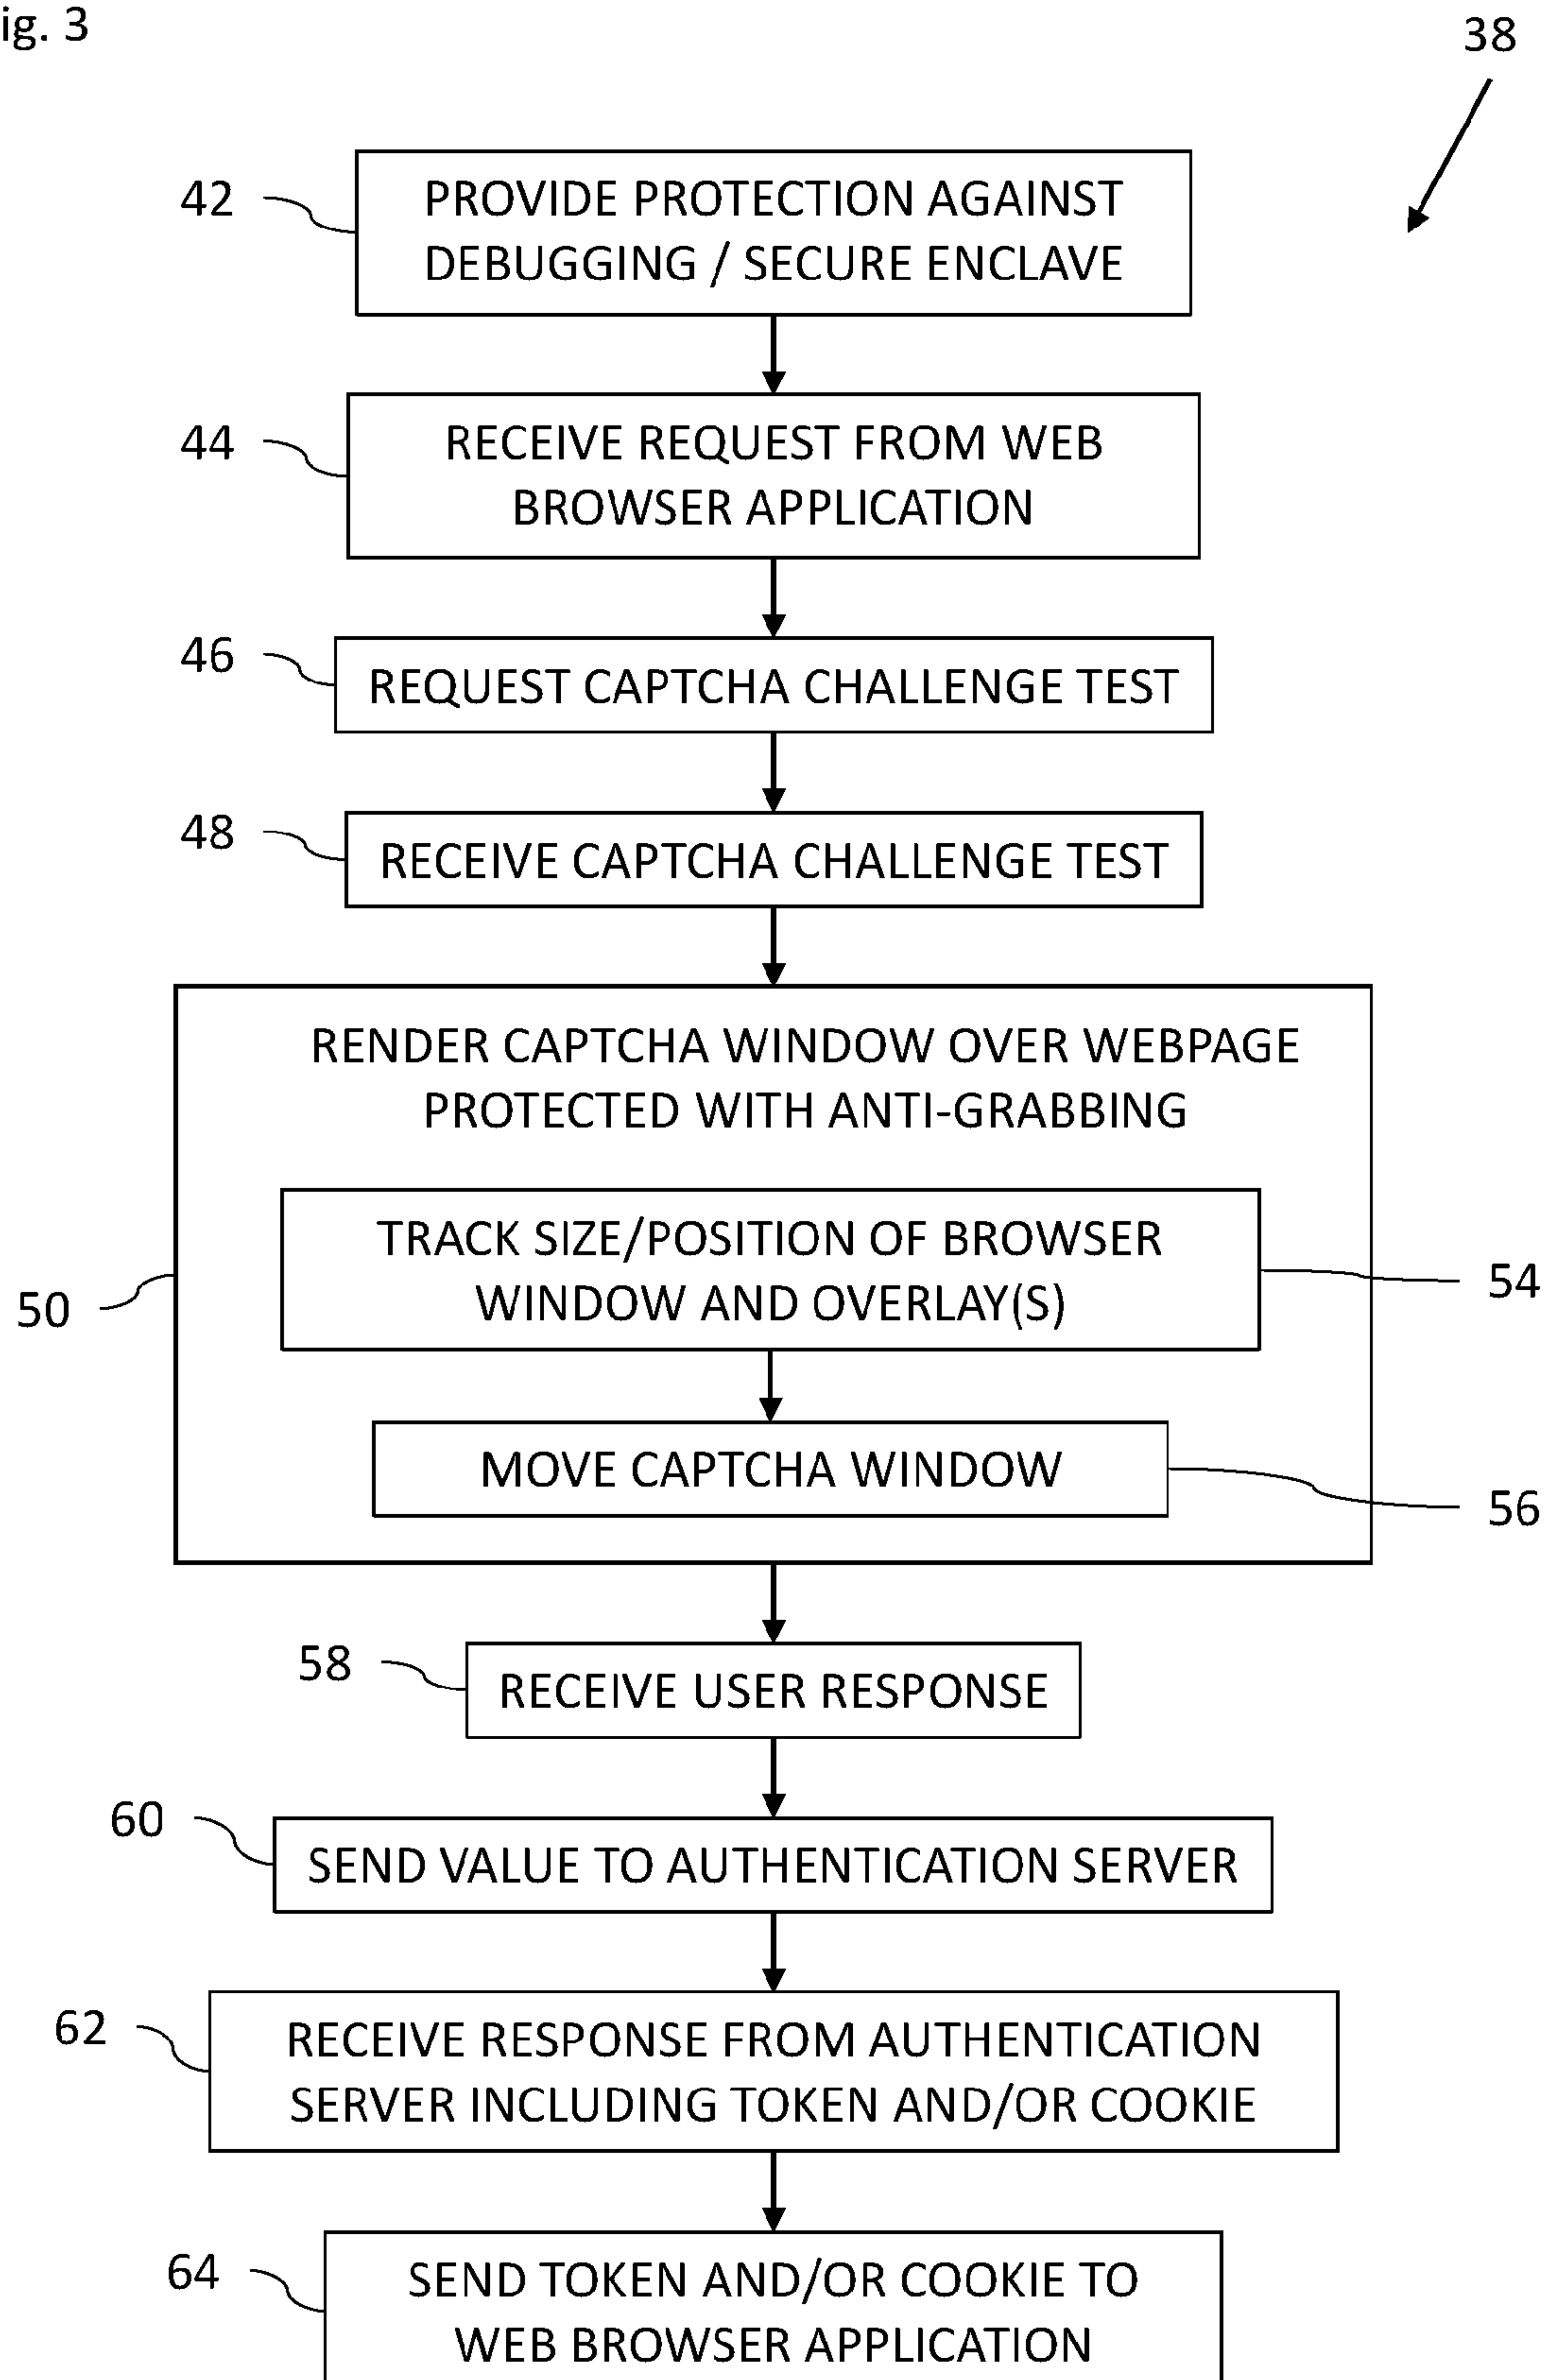 ig. 3
38
42
PROVIDE PROTECTION AGAINST
DEBUGGING / SECURE ENCLAVE
44
RECEIVE REQUEST FROM WEB
BROWSER APPLICATION
46
REQUEST CAPTCHA CHALLENGE TEST
48
RECEIVE CAPTCHA CHALLENGE TEST
50
RENDER CAPTCHA WINDOW OVER WEBPAGE
PROTECTED WITH ANTI-GRABBING
TRACK SIZE/POSITION OF BROWSER
WINDOW AND OVERLAY(S)
54
MOVE CAPTCHA WINDOW
56
58
RECEIVE USER RESPONSE
60
SEND VALUE TO AUTHENTICATION SERVER
62
RECEIVE RESPONSE FROM AUTHENTICATION
SERVER INCLUDING TOKEN AND/OR COOKIE
64
SEND TOKEN AND/OR COOKIE TO
WEB BROWSER APPLICATION